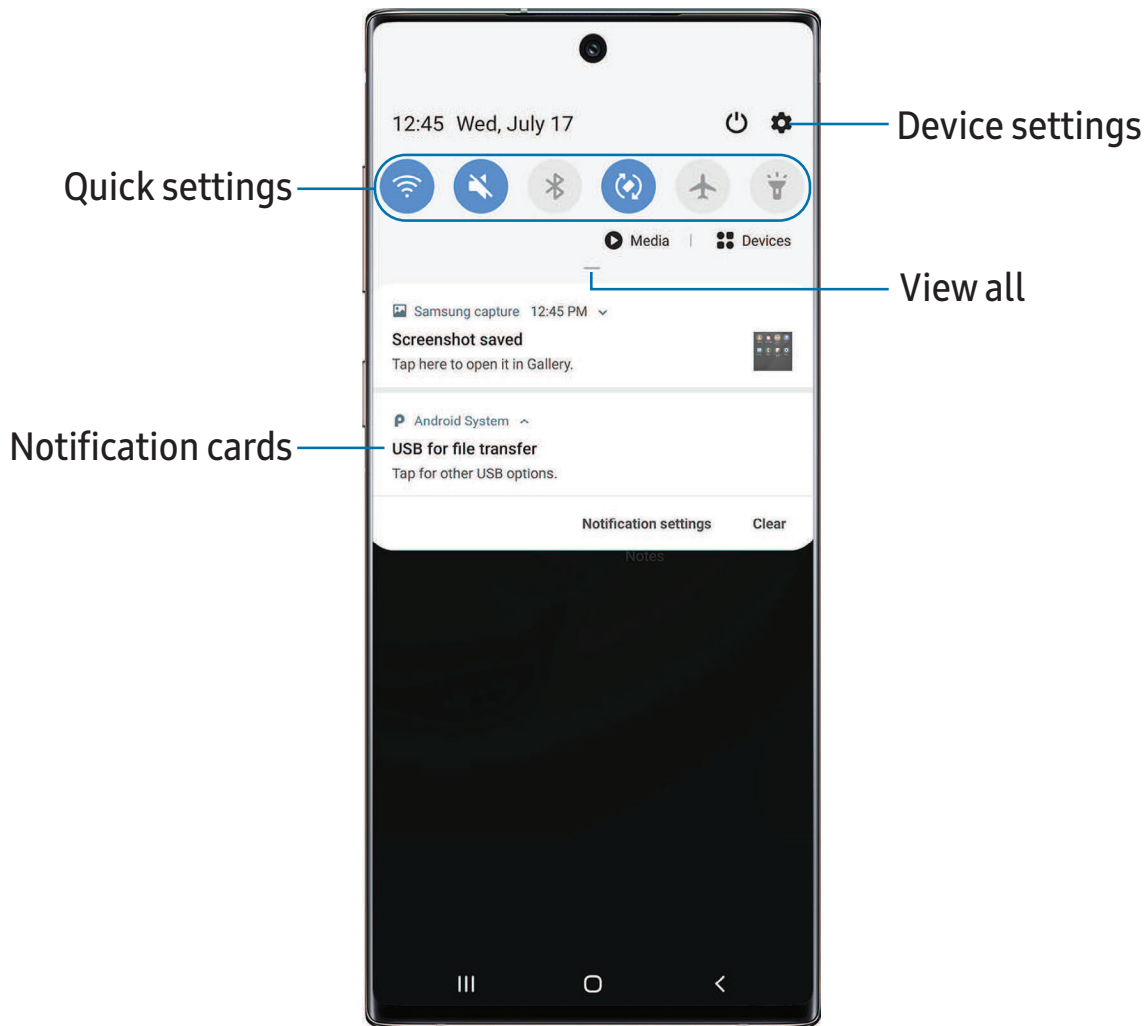 12:45 Wed, July 17
Device settings
Quick settings
Media | Devices
View all
Samsung capture 12:45 PM
Screenshot saved
Tap here to open it in Gallery.
Android System
Notification cards
USB for file transfer
Tap for other USB options.
Notification settings Clear
Notes